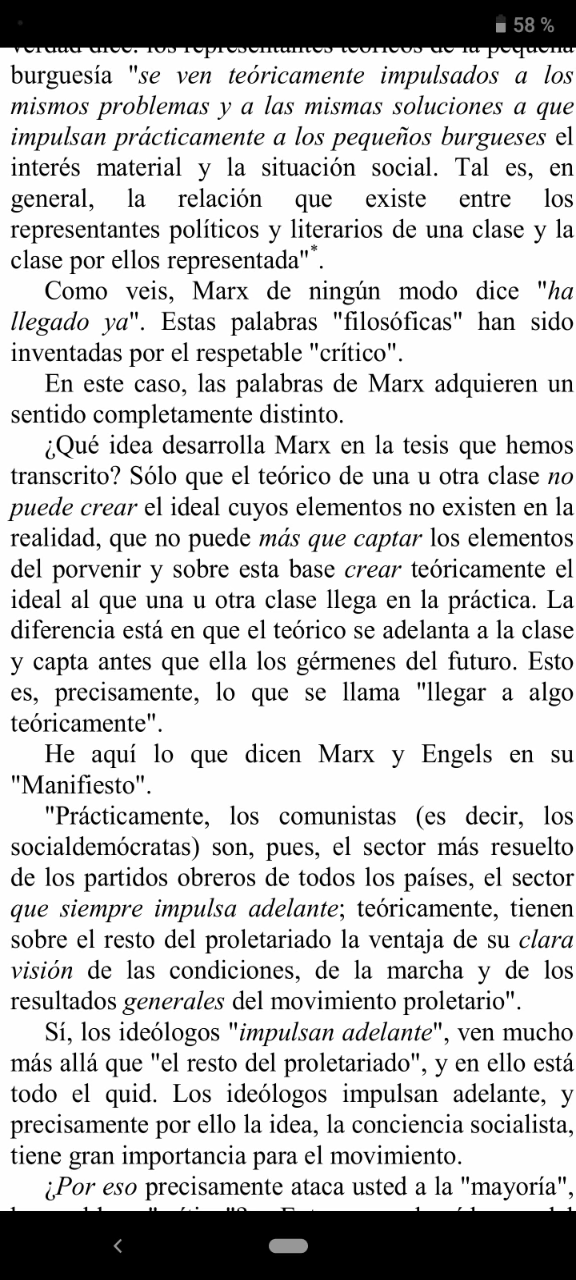 58 %
verdad dice: los representantes teóricos de la pequeña
burguesía "se ven teóricamente impulsados a los
mismos problemas y a las mismas soluciones a que
impulsan prácticamente a los pequeños burgueses el
interés material y la situación social. Tal es, en
general, la relación que existe entre los
representantes políticos y literarios de una clase y la
clase por ellos representada"*.
Como veis, Marx de ningún modo dice "ha
llegado ya". Estas palabras "filosóficas" han sido
inventadas por el respetable "crítico".
En este caso, las palabras de Marx adquieren un
sentido completamente distinto.
¿Qué idea desarrolla Marx en la tesis que hemos
transcrito? Sólo que el teórico de una u otra clase no
puede crear el ideal cuyos elementos no existen en la
realidad, que no puede más que captar los elementos
del porvenir y sobre esta base crear teóricamente el
ideal al que una u otra clase llega en la práctica. La
diferencia está en que el teórico se adelanta a la clase
y capta antes que ella los gérmenes del futuro. Esto
es, precisamente, lo que se llama "llegar a algo
teóricamente".
He aquí lo que dicen Marx y Engels en su
"Manifiesto".
"Prácticamente, los comunistas (es decir, los
socialdemócratas) son, pues, el sector más resuelto
de los partidos obreros de todos los países, el sector
que siempre impulsa adelante; teóricamente, tienen
sobre el resto del proletariado la ventaja de su clara
visión de las condiciones, de la marcha y de los
resultados generales del movimiento proletario".
Sí, los ideólogos "impulsan adelante", ven mucho
más allá que "el resto del proletariado", y en ello está
todo el quid. Los ideólogos impulsan adelante, y
precisamente por ello la idea, la conciencia socialista,
tiene gran importancia para el movimiento.
¿Por eso precisamente ataca usted a la "mayoría",